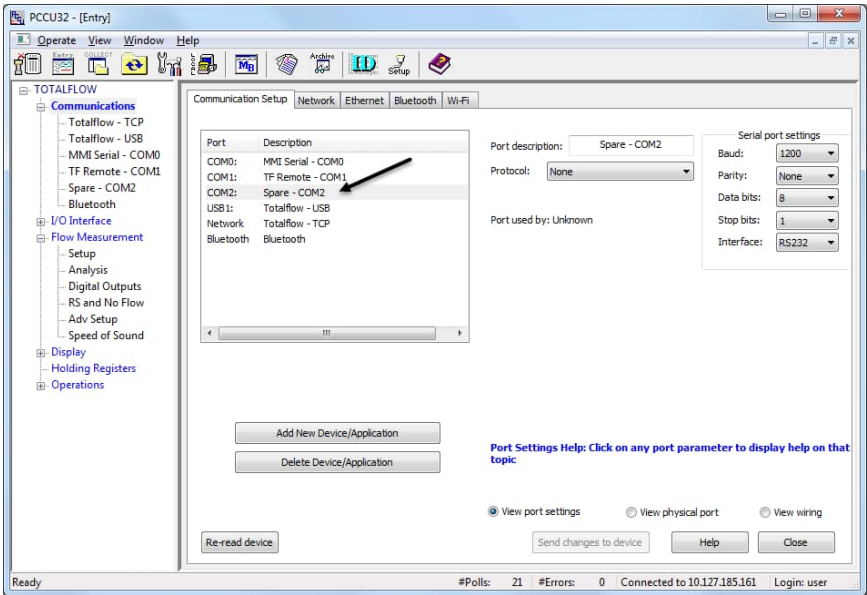 PCCU32 - [Entry]
Operate View Window Help
Entry COLLECT Archive
MB ID Setup
TOTALFLOW
Communications
Totalflow - TCP
Totalflow - USB
MMI Serial - COM0
TF Remote - COM1
Spare - COM2
Bluetooth
I/O Interface
Flow Measurement
Setup
Analysis
Digital Outputs
RS and No Flow
Adv Setup
Speed of Sound
Display
Holding Registers
Operations
Communication Setup Network Ethernet Bluetooth Wi-Fi
Port Description
COM0: MMI Serial - COM0
COM1: TF Remote - COM1
COM2: Spare - COM2
USB1: Totalflow - USB
Network Totalflow - TCP
Bluetooth Bluetooth
Add New Device/Application
Delete Device/Application
Re-read device
Port description: Spare - COM2
Protocol: None
Port used by: Unknown
Serial port settings
Baud: 1200
Parity: None
Data bits: 8
Stop bits: 1
Interface: RS232
Port Settings Help: Click on any port parameter to display help on that
topic
View port settings View physical port View wiring
Send changes to device Help Close
Ready #Polls: 21 #Errors: 0 Connected to 10.127.185.161 Login: user